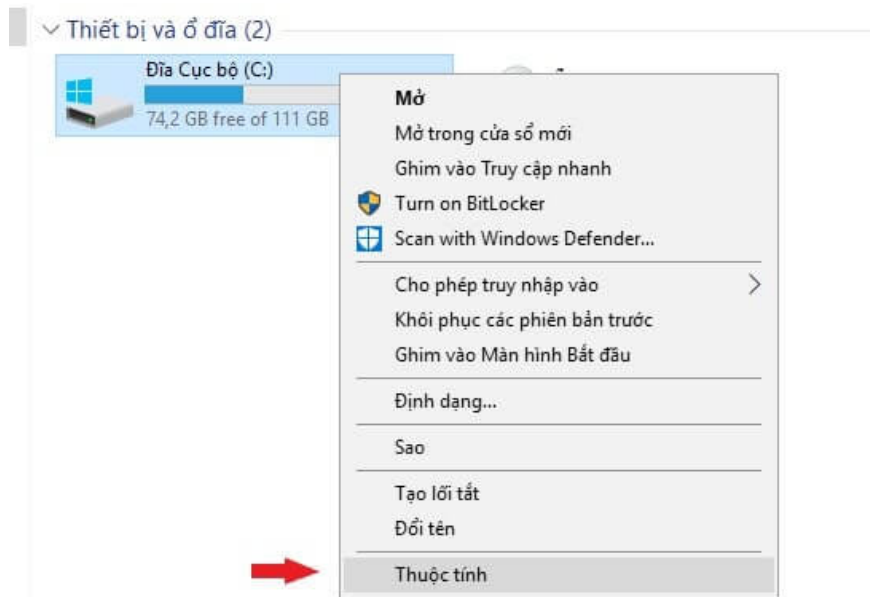 Thiết bị và ổ đĩa (2)
Đĩa Cục bộ (C:)
74,2 GB free of 111 GB
Mở
Mở trong cửa sổ mới
Ghim vào Truy cập nhanh
Turn on BitLocker
Scan with Windows Defender...
Cho phép truy nhập vào
Khôi phục các phiên bản trước
Ghim vào Màn hình Bắt đầu
Định dạng...
Sao
Tạo lối tắt
Đổi tên
Thuộc tính